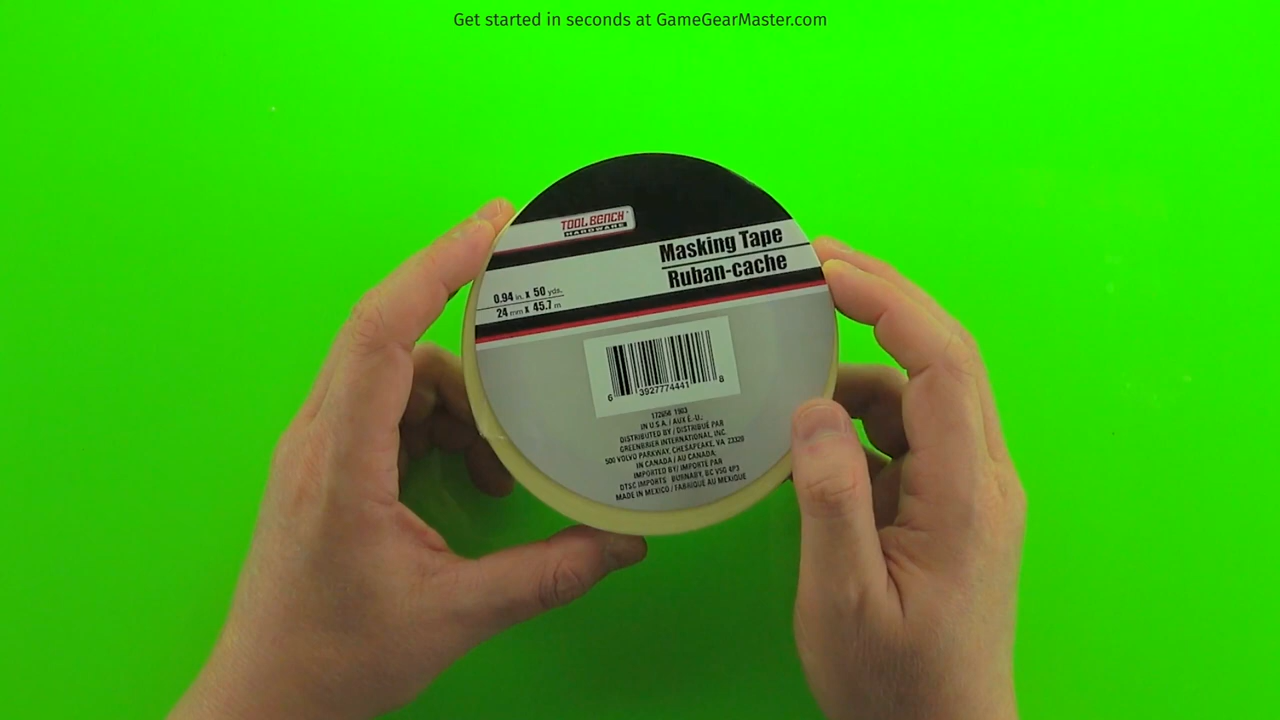 Get started in seconds at GameGearMaster.com
TOOL BENCH
HARDWARE
Masking Tape
Ruban-cache
0.94 in. x 50 yds.
24 mm x 45.7 m
6 3927774441 8
172656 1903
IN U.S.A. / AUX É.-U.,
DISTRIBUTED BY / DISTRIBUÉ PAR
GREENBRIER INTERNATIONAL, INC.
500 VOLVO PARKWAY, CHESAPEAKE, VA 23320
IN CANADA / AU CANADA,
IMPORTED BY/ IMPORTÉ PAR
DTSC IMPORTS BURNABY, BC V5G 4P3
MADE IN MEXICO / FABRIQUÉ AU MEXIQUE